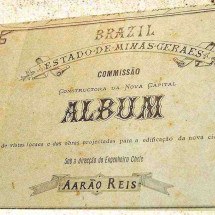 BRAZIL
ESTADO·DE·MINAS·GERAES
COMMISSÃO
CONSTRUCTORA DA NOVA CAPITAL
ALBUM
de vistas locaes e das obras projectadas para a edificação da nova ci
Sob a direcção do Engenheiro Chefe
AARÃO REIS